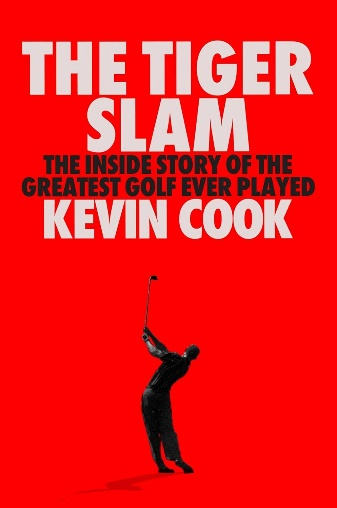 THE TIGER
SLAM
THE INSIDE STORY OF THE
GREATEST GOLF EVER PLAYED
KEVIN COOK